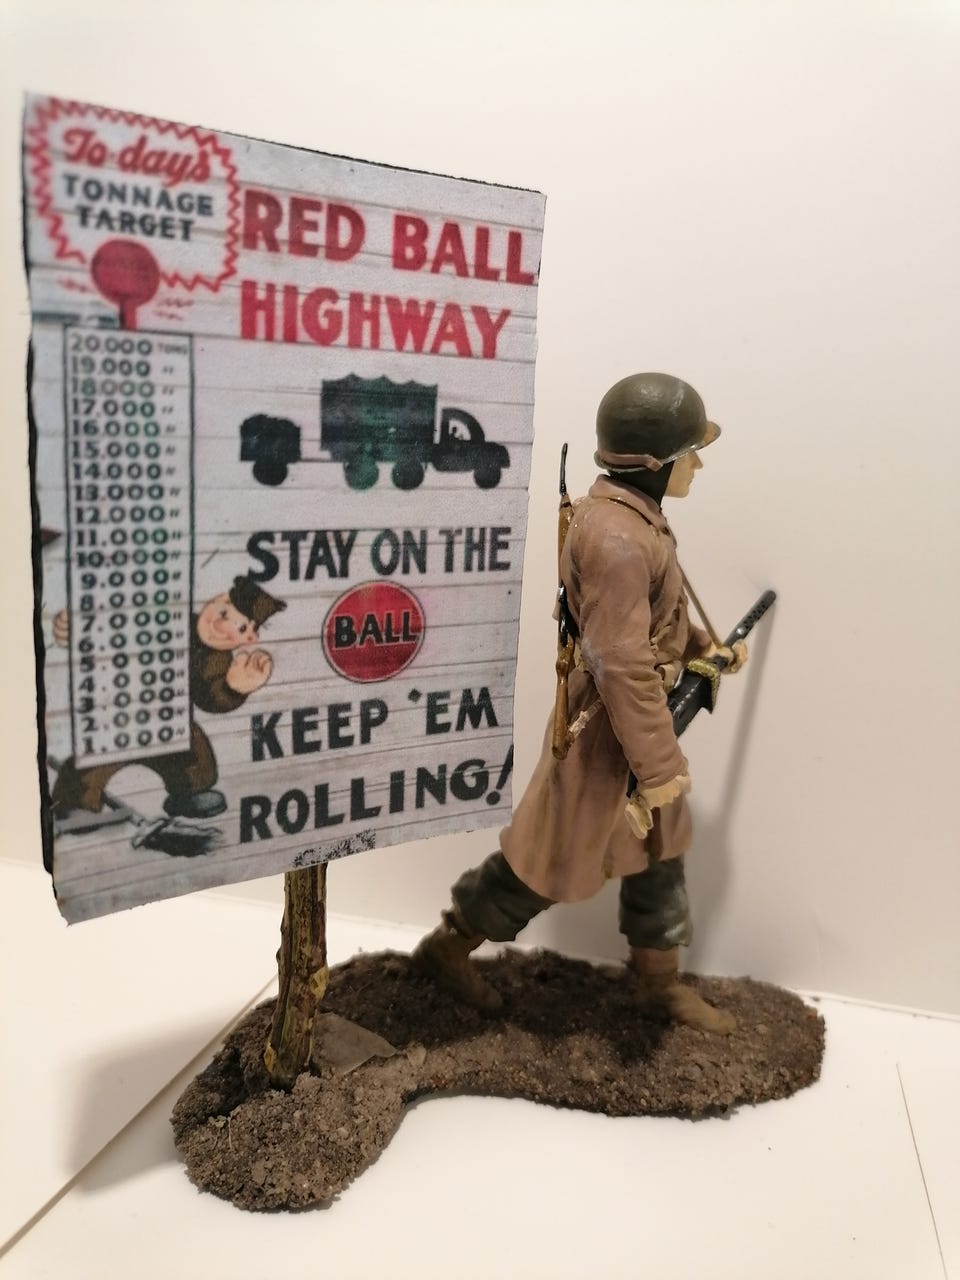 To-days
TONNAGE
TARGET
RED BALL
HIGHWAY
20.000 TONS
19.000 "
18.000 "
17.000 "
16.000 "
15.000 "
14.000 "
13.000 "
12.000 "
11.000 "
10.000 "
9.000 "
8.000 "
7.000 "
6.000 "
5.000 "
4.000 "
3.000 "
2.000 "
1.000 "
STAY ON THE
BALL
KEEP 'EM
ROLLING!